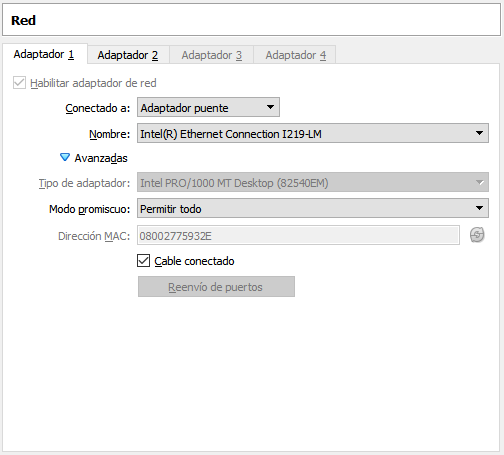 Red
Adaptador 1 Adaptador 2 Adaptador 3 Adaptador 4
Habilitar adaptador de red
Conectado a: Adaptador puente
Nombre: Intel(R) Ethernet Connection I219-LM
Avanzadas
Tipo de adaptador: Intel PRO/1000 MT Desktop (82540EM)
Modo promiscuo: Permitir todo
Dirección MAC: 08002775932E
Cable conectado
Reenvío de puertos